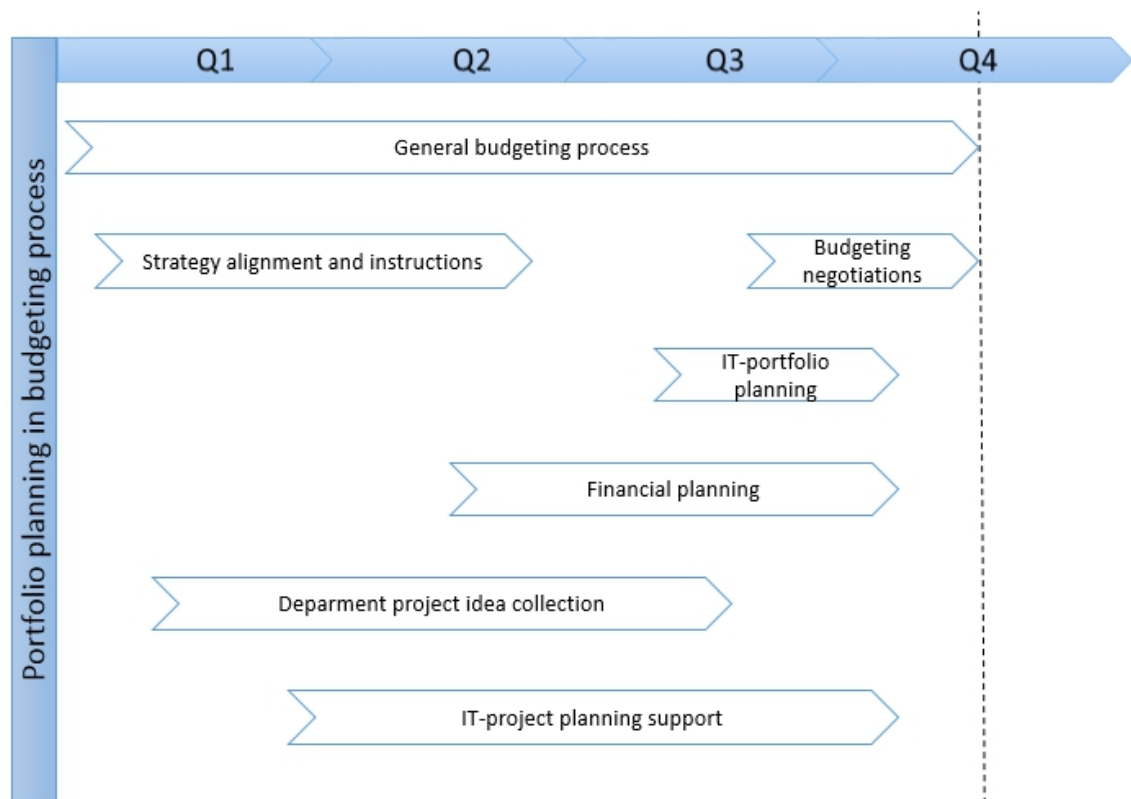 Portfolio planning in budgeting process
Q1
Q2
Q3
Q4
General budgeting process
Strategy alignment and instructions
Budgeting
negotiations
IT-portfolio
planning
Financial planning
Deparment project idea collection
IT-project planning support